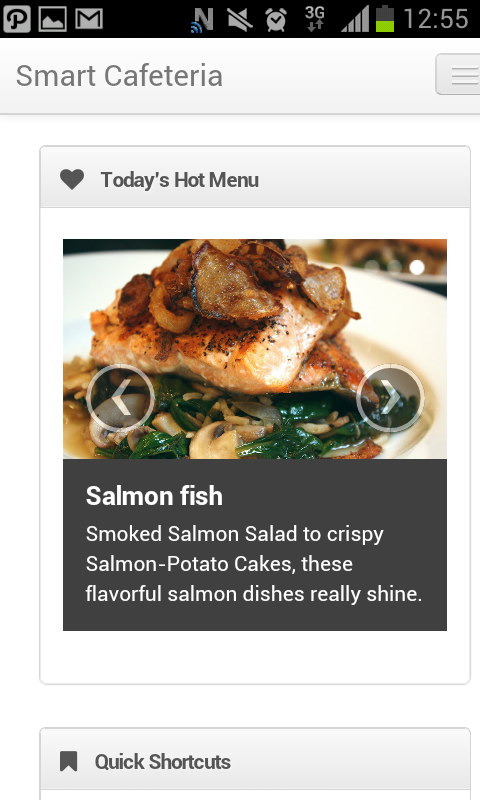 3G 12:55
Smart Cafeteria
Today's Hot Menu
Salmon fish
Smoked Salmon Salad to crispy
Salmon-Potato Cakes, these
flavorful salmon dishes really shine.
Quick Shortcuts